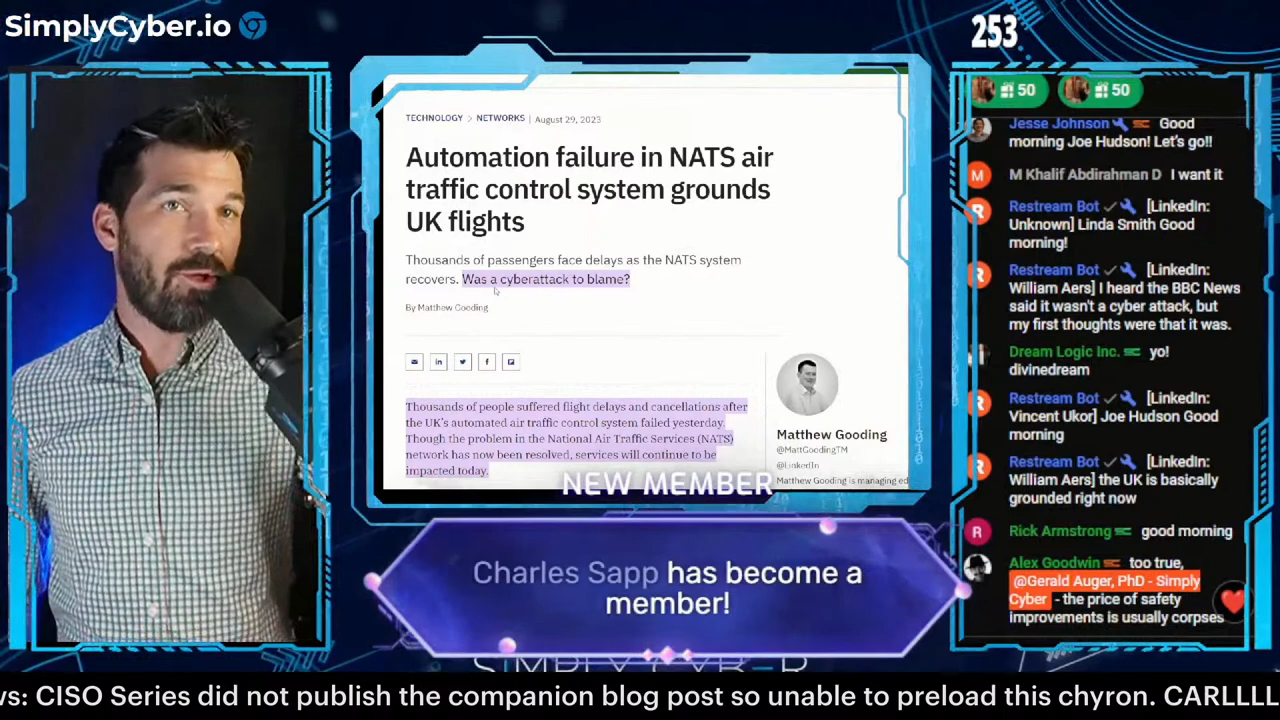 SimplyCyber.io
253
TECHNOLOGY > NETWORKS | August 29, 2023
Automation failure in NATS air
traffic control system grounds
UK flights
Thousands of passengers face delays as the NATS system
recovers. Was a cyberattack to blame?
By Matthew Gooding
Thousands of people suffered flight delays and cancellations after
the UK's automated air traffic control system failed yesterday.
Though the problem in the National Air Traffic Services (NATS)
network has now been resolved, services will continue to be
impacted today.
Matthew Gooding
@MattGoodingTM
@LinkedIn
Matthew Gooding is managing ed
NEW MEMBER
Charles Sapp has become a
member!
50
50
Jesse Johnson Good
morning Joe Hudson! Let's go!!
M
M Khalif Abdirahman D I want it
R
Restream Bot [LinkedIn:
Unknown] Linda Smith Good
morning!
R
Restream Bot [LinkedIn:
William Aers] I heard the BBC News
said it wasn't a cyber attack, but
my first thoughts were that it was.
Dream Logic Inc. yo!
divinedream
R
Restream Bot [LinkedIn:
Vincent Ukor] Joe Hudson Good
morning
R
Restream Bot [LinkedIn:
William Aers] the UK is basically
grounded right now
R
Rick Armstrong good morning
Alex Goodwin too true,
@Gerald Auger, PhD - Simply
Cyber - the price of safety
improvements is usually corpses
ws: CISO Series did not publish the companion blog post so unable to preload this chyron. CARLLLL